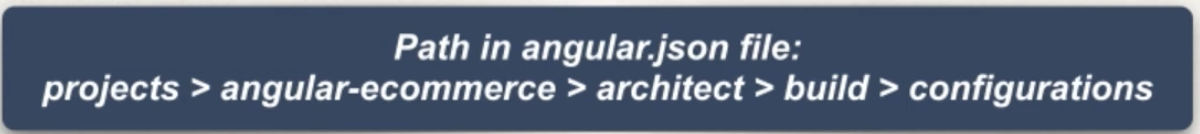 Path in angular.json file:
projects > angular-ecommerce > architect > build > configurations